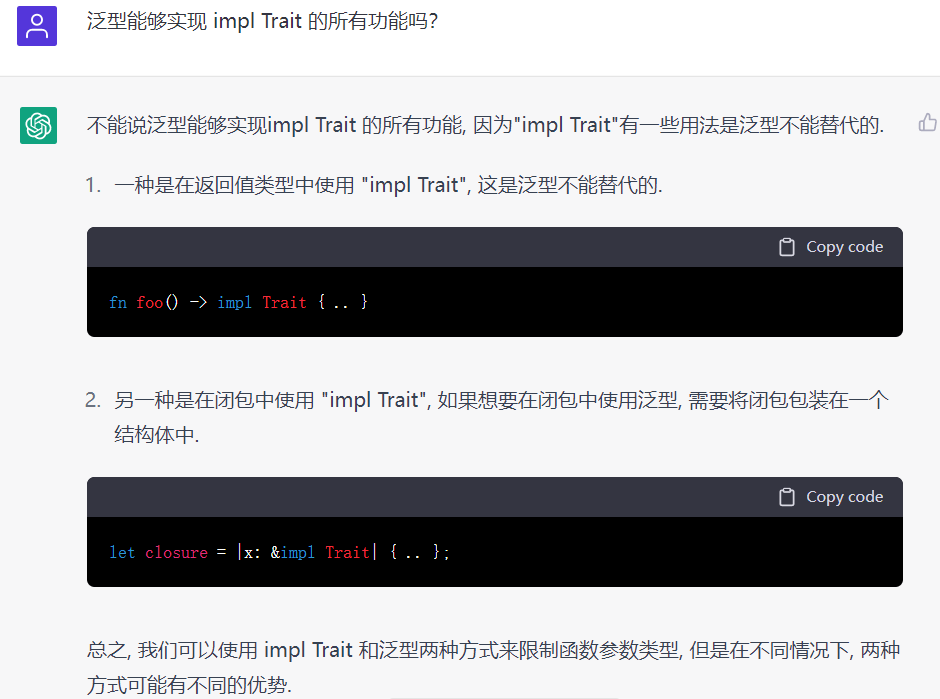 泛型能够实现 impl Trait 的所有功能吗?
不能说泛型能够实现impl Trait 的所有功能, 因为"impl Trait"有一些用法是泛型不能替代的.
1. 一种是在返回值类型中使用 "impl Trait", 这是泛型不能替代的.
Copy code
fn foo() -> impl Trait { .. }
2. 另一种是在闭包中使用 "impl Trait", 如果想要在闭包中使用泛型, 需要将闭包包装在一个
结构体中.
Copy code
let closure = |x: &impl Trait| { .. };
总之, 我们可以使用 impl Trait 和泛型两种方式来限制函数参数类型, 但是在不同情况下, 两种
方式可能有不同的优势.